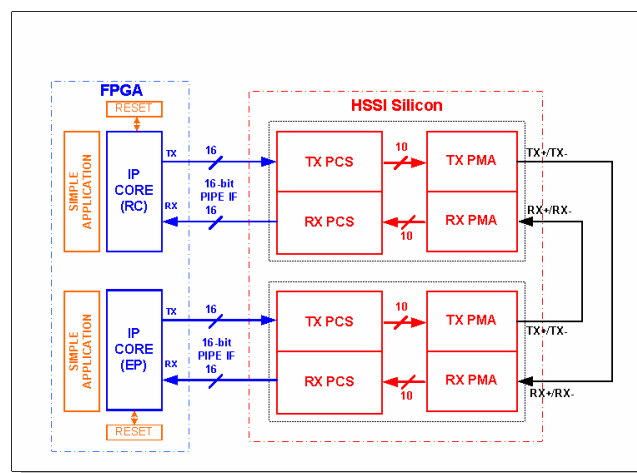 FPGA
HSSI Silicon
RESET
SIMPLE
APPLICATION
IP
CORE
(RC)
TX
16
16-bit
PIPE IF
RX
16
TX PCS
10
TX PMA
TX+/TX-
RX PCS
10
RX PMA
RX+/RX-
SIMPLE
APPLICATION
IP
CORE
(EP)
TX
16
16-bit
PIPE IF
RX
16
TX PCS
10
TX PMA
TX+/TX-
RX PCS
10
RX PMA
RX+/RX-
RESET